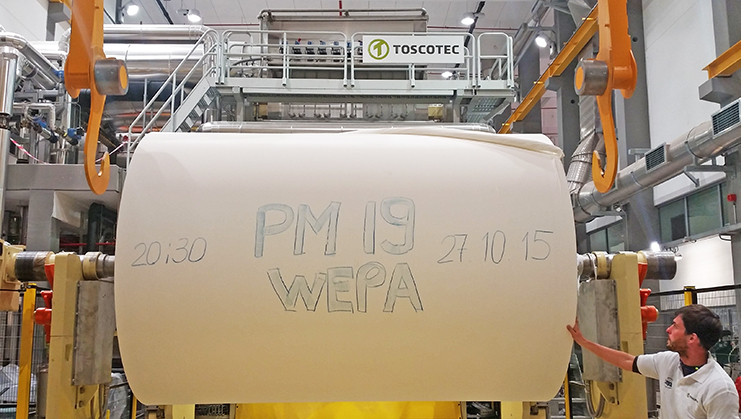 TOSCOTEC
20:30
PM 19
27.10.15
WEPA